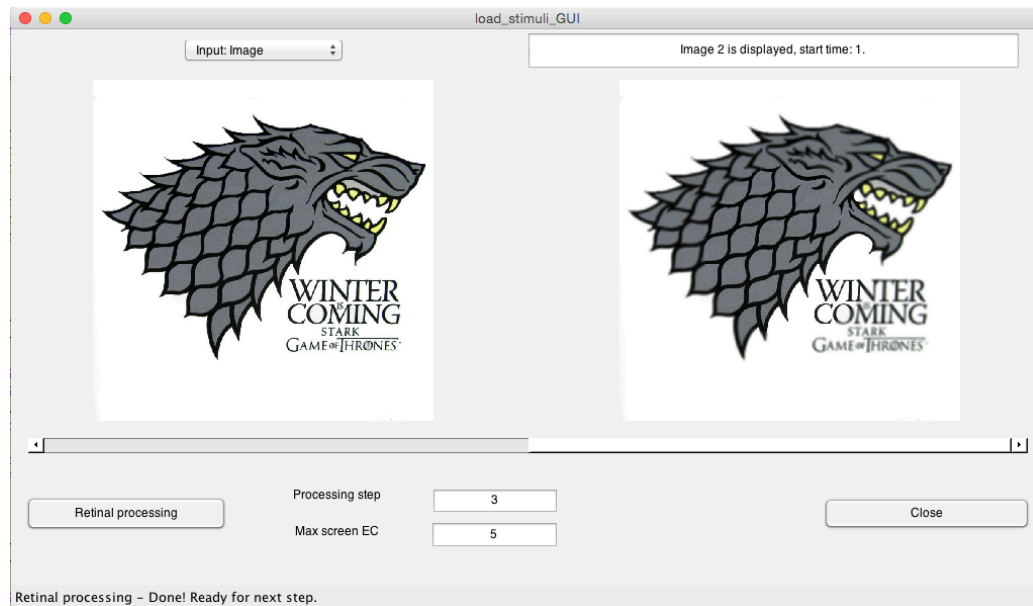 load_stimuli_GUI
Input: Image
Image 2 is displayed, start time: 1.
WINTER
IS
COMING
STARK
GAME OF THRONES
WINTER
IS
COMING
STARK
GAME OF THRONES
Retinal processing
Processing step
3
Max screen EC
5
Close
Retinal processing – Done! Ready for next step.